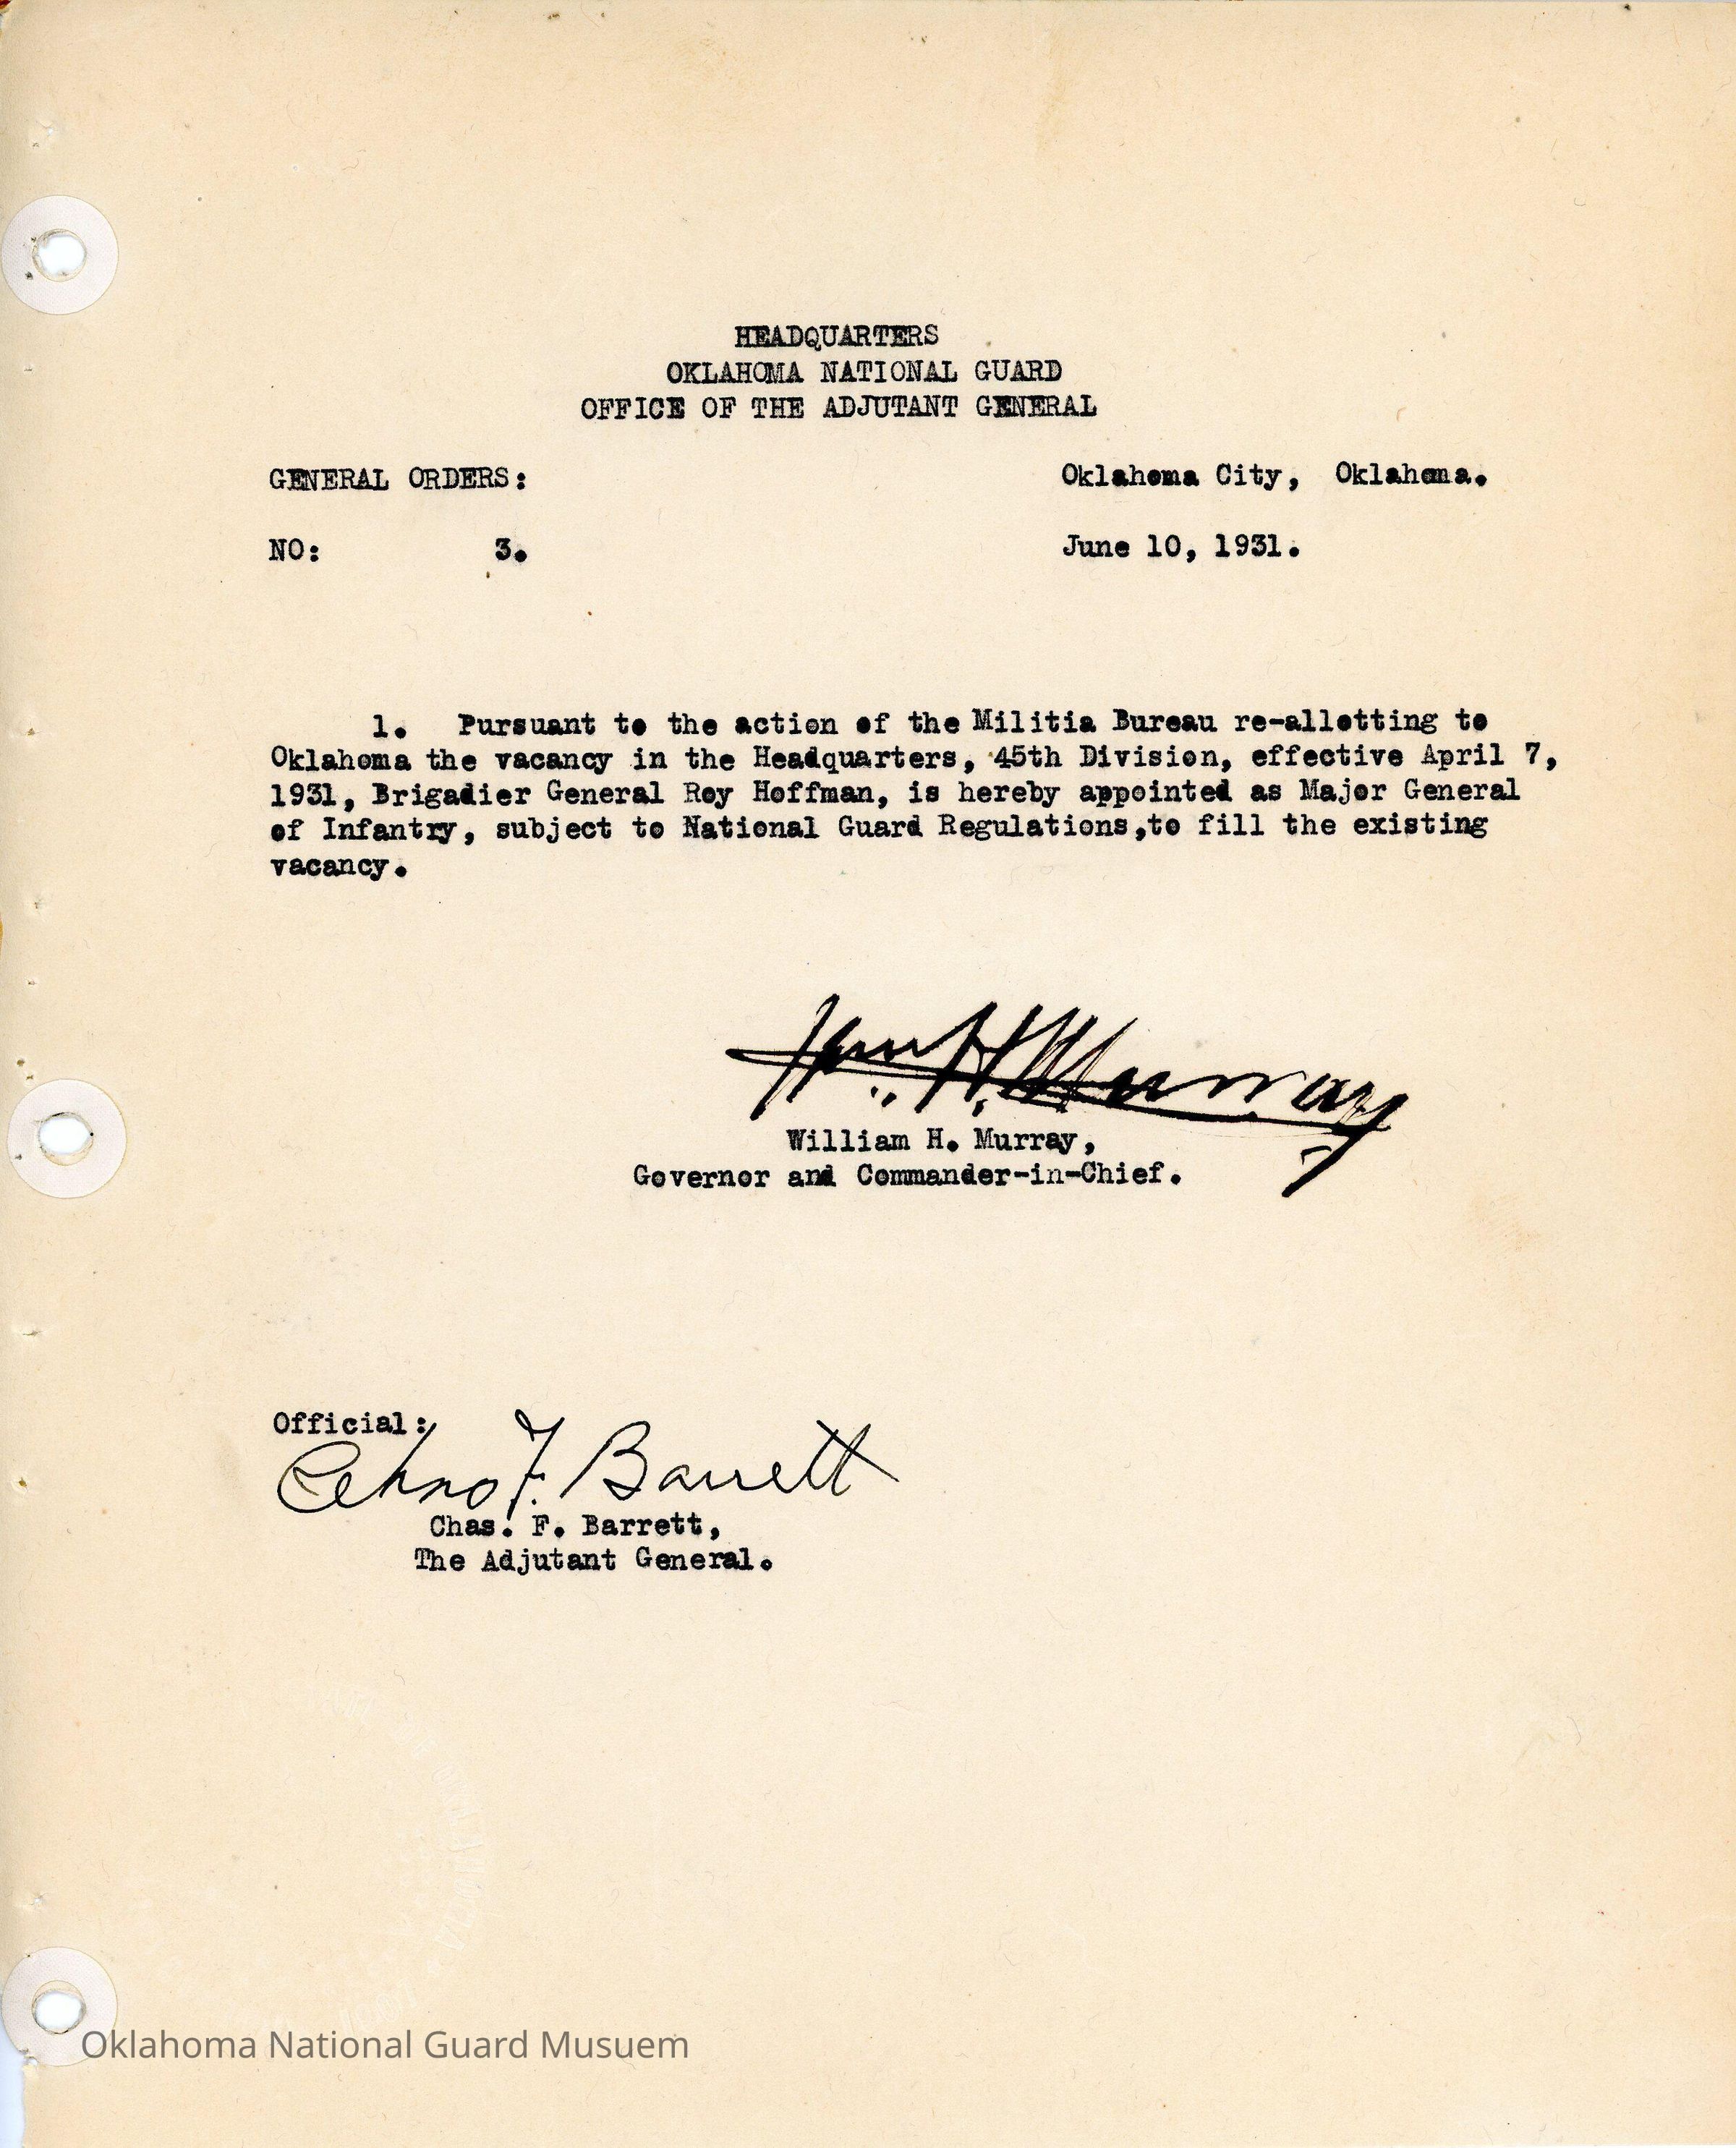 HEADQUARTERS
OKLAHOMA NATIONAL GUARD
OFFICE OF THE ADJUTANT GENERAL
GENERAL ORDERS: Oklahoma City, Oklahoma.
NO: 3. June 10, 1931.
1. Pursuant to the action of the Militia Bureau re-allotting to
Oklahoma the vacancy in the Headquarters, 45th Division, effective April 7,
1931, Brigadier General Roy Hoffman, is hereby appointed as Major General
of Infantry, subject to National Guard Regulations,to fill the existing
vacancy.
Wm. H. Murray
William H. Murray,
Governor and Commander-in-Chief.
Official:
Chas F. Barrett
Chas. F. Barrett,
The Adjutant General.
Oklahoma National Guard Musuem